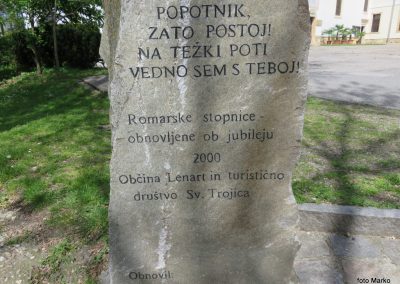 POPOTNIK,
ZATO POSTOJ!
NA TEŽKI POTI
VEDNO SEM S TEBOJ!
Romarske stopnice -
obnovljene ob jubileju
2000
Občina Lenart in turistično
društvo Sv. Trojica
Obnovil:
foto Marko